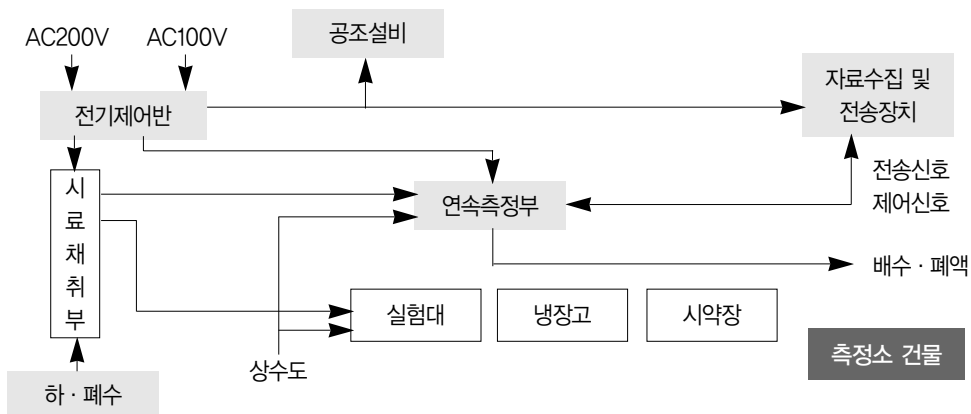 AC200V
AC100V
공조설비
자료수집 및
전송장치
전기제어반
시
료
채
취
부
연속측정부
전송신호
제어신호
배수 · 폐액
실험대
냉장고
시약장
상수도
측정소 건물
하 · 폐수